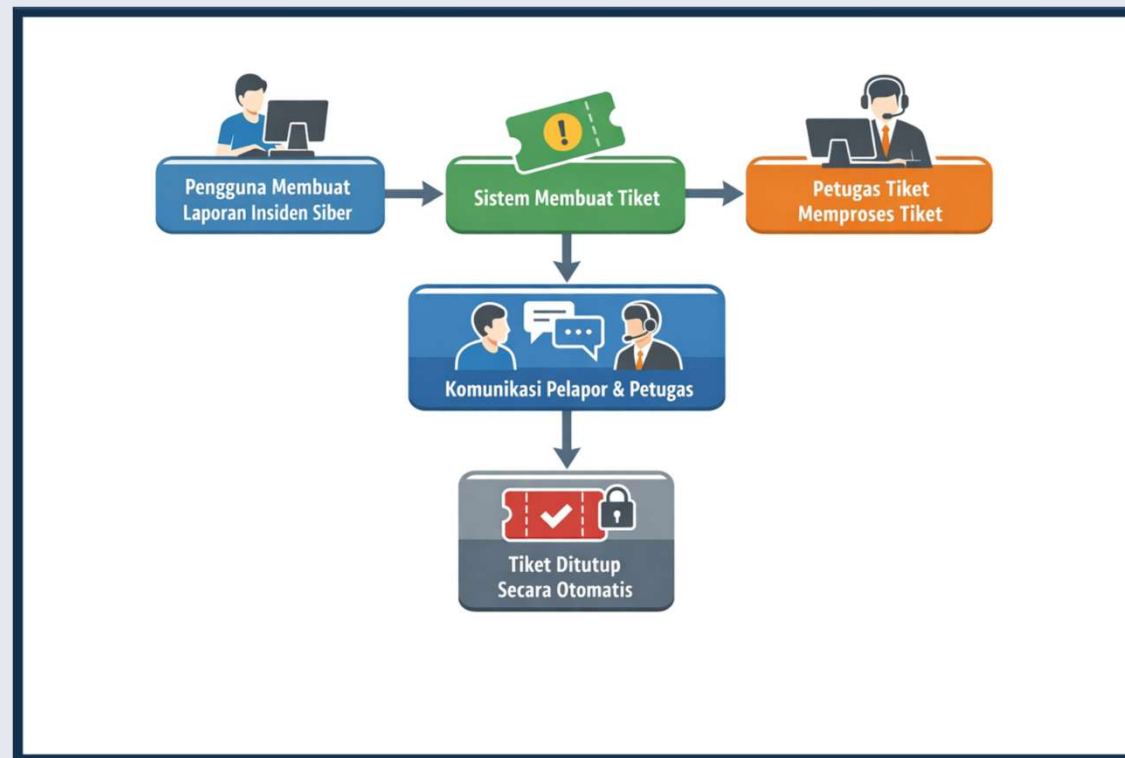 Pengguna Membuat
Laporan Insiden Siber
Sistem Membuat Tiket
Petugas Tiket
Memproses Tiket
Komunikasi Pelapor & Petugas
Tiket Ditutup
Secara Otomatis